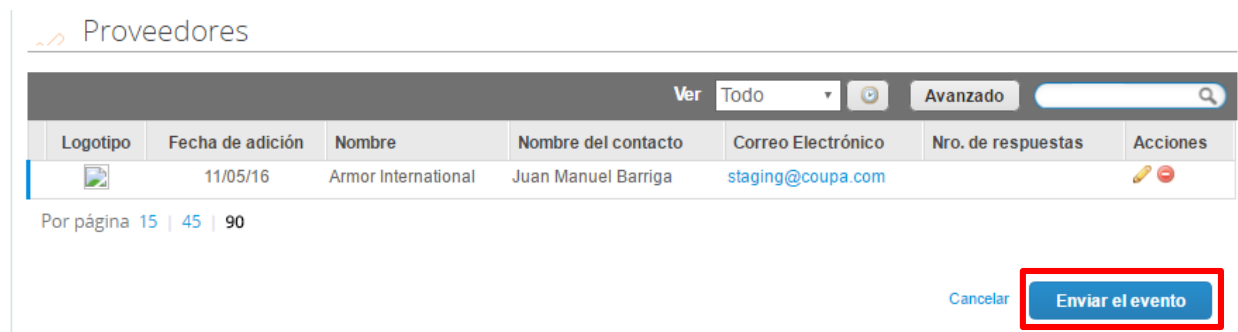 Proveedores
Ver Todo Avanzado
Logotipo Fecha de adición Nombre Nombre del contacto Correo Electrónico Nro. de respuestas Acciones
11/05/16 Armor International Juan Manuel Barriga staging@coupa.com
Por página 15 | 45 | 90
Cancelar Enviar el evento